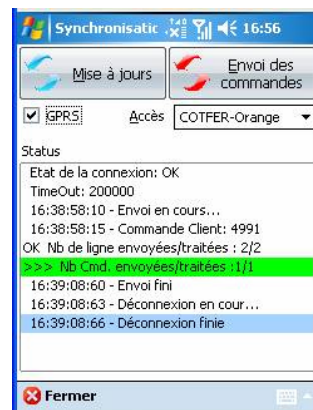 Synchronisatic 16:56
Mise à jours
Envoi des
commandes
GPRS Accès COTFER-Orange
Status
Etat de la connexion: OK
TimeOut: 200000
16:38:58:10 - Envoi en cours...
16:38:58:15 - Commande Client: 4991
OK Nb de ligne envoyées/traitées : 2/2
>>> Nb Cmd. envoyées/traitées :1/1
16:39:08:60 - Envoi fini
16:39:08:63 - Déconnexion en cour...
16:39:08:66 - Déconnexion finie
Fermer